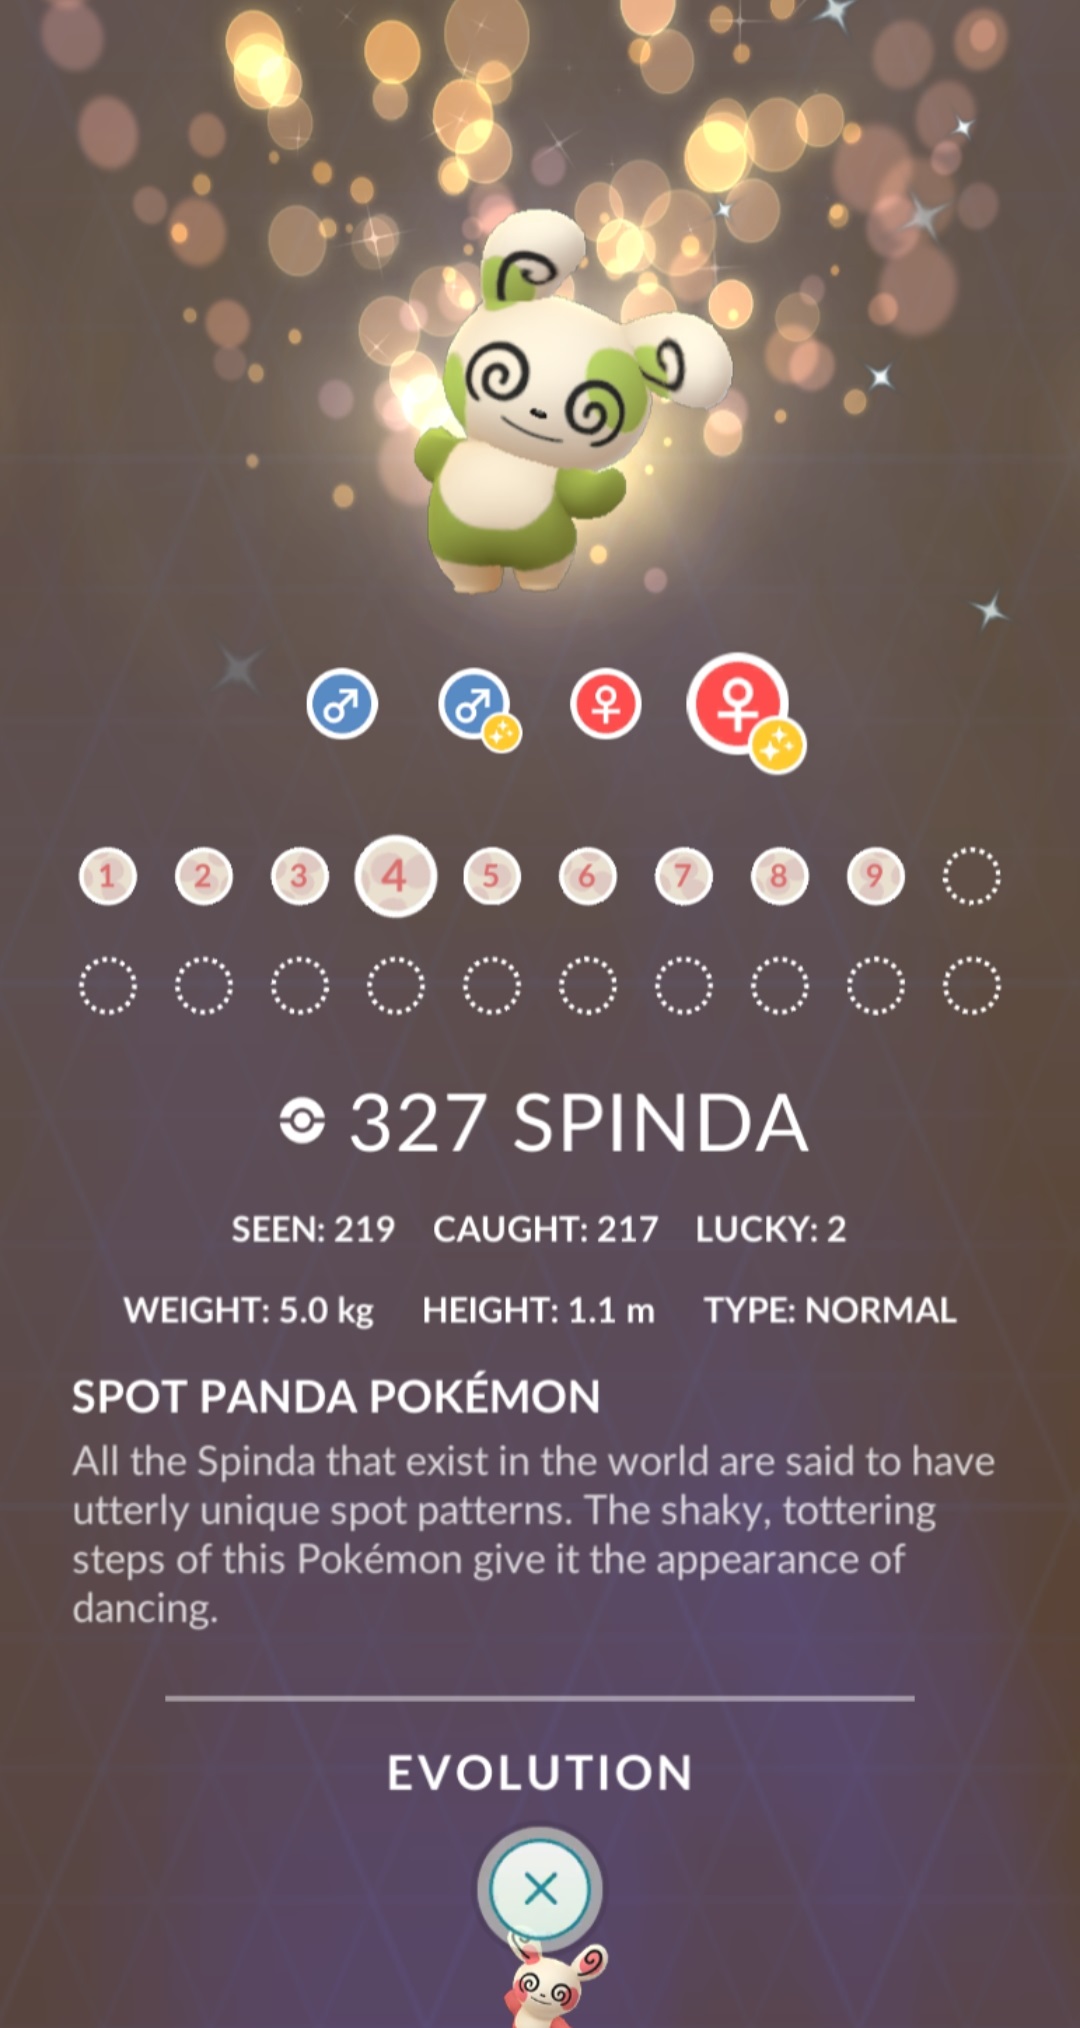 1 2 3 4 5 6 7 8 9
327 SPINDA
SEEN: 219 CAUGHT: 217 LUCKY: 2
WEIGHT: 5.0 kg HEIGHT: 1.1 m TYPE: NORMAL
SPOT PANDA POKÉMON
All the Spinda that exist in the world are said to have
utterly unique spot patterns. The shaky, tottering
steps of this Pokémon give it the appearance of
dancing.
EVOLUTION